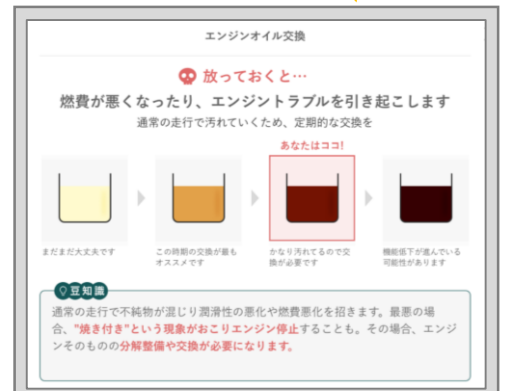 エンジンオイル交換
放っておくと…
燃費が悪くなったり、エンジントラブルを引き起こします
通常の走行で汚れていくため、定期的な交換を
あなたはココ!
まだまだ大丈夫です
この時期の交換が最も
オススメです
かなり汚れてるので交
換が必要です
機能低下が進んでいる
可能性があります
豆知識
通常の走行で不純物が混じり潤滑性の悪化や燃費悪化を招きます。最悪の場
合、"焼き付き"という現象がおこりエンジン停止することも。その場合、エンジ
ンそのものの分解整備や交換が必要になります。